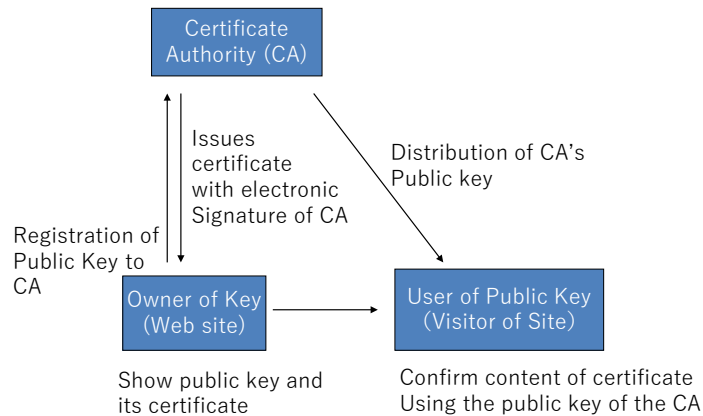 Certificate
Authority (CA)
Issues
certificate
with electronic
Signature of CA
Distribution of CA’s
Public key
Registration of
Public Key to
CA
Owner of Key
(Web site)
User of Public Key
(Visitor of Site)
Show public key and
its certificate
Confirm content of certificate
Using the public key of the CA